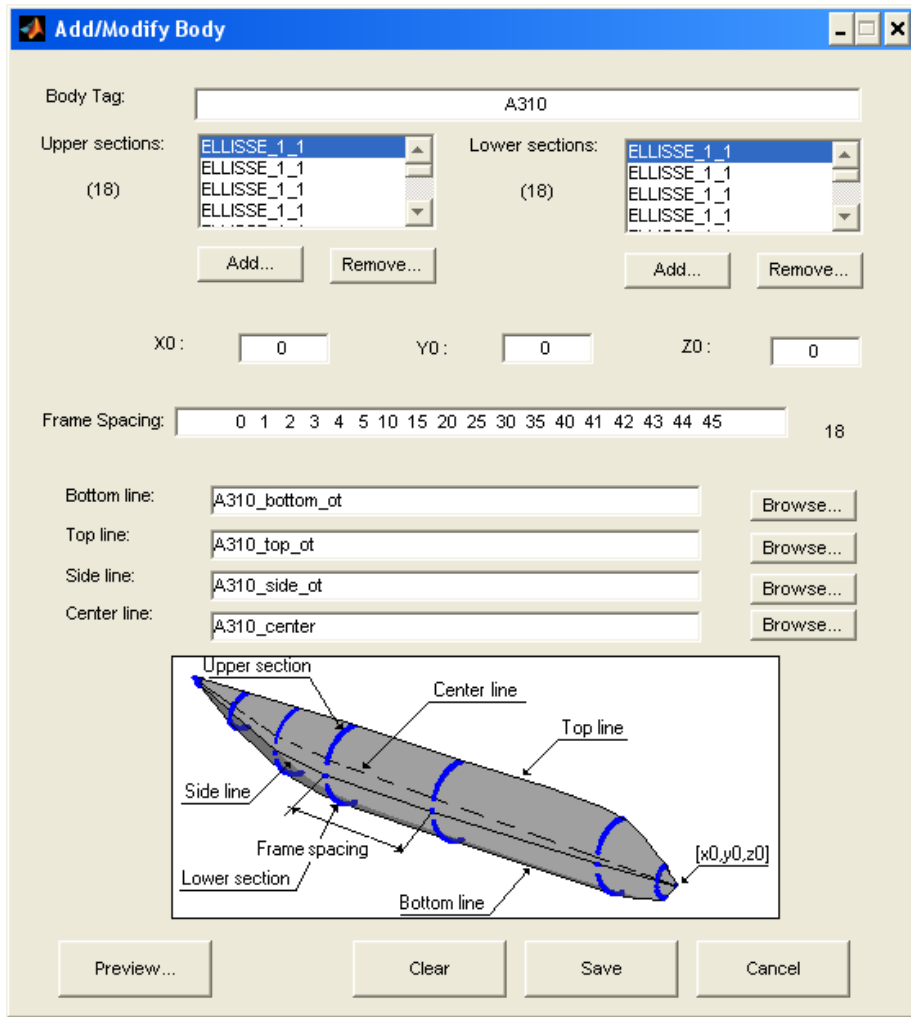 Add/Modify Body
Body Tag: A310
Upper sections: Lower sections:
(18) (18)
ELLISSE_1_1 ELLISSE_1_1
ELLISSE_1_1 ELLISSE_1_1
ELLISSE_1_1 ELLISSE_1_1
ELLISSE_1_1 ELLISSE_1_1
Add... Remove... Add... Remove...
X0 : 0 Y0 : 0 Z0 : 0
Frame Spacing: 0 1 2 3 4 5 10 15 20 25 30 35 40 41 42 43 44 45 18
Bottom line: A310_bottom_ot Browse...
Top line: A310_top_ot Browse...
Side line: A310_side_ot Browse...
Center line: A310_center Browse...
Upper section
Center line
Top line
Side line
Frame spacing
[x0,y0,z0]
Lower section
Bottom line
Preview... Clear Save Cancel